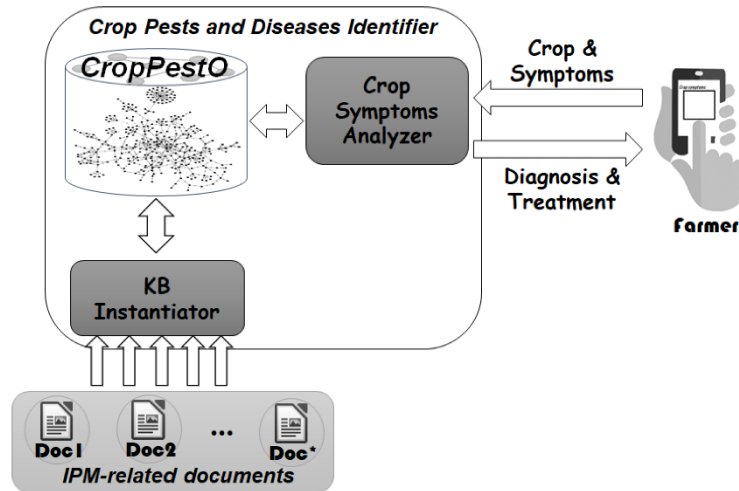 Crop Pests and Diseases Identifier
CropPestO
Crop
Symptoms
Analyzer
Crop &
Symptoms
Diagnosis &
Treatment
Farmer
KB
Instantiator
Doc1
Doc2
...
Doc*
IPM-related documents